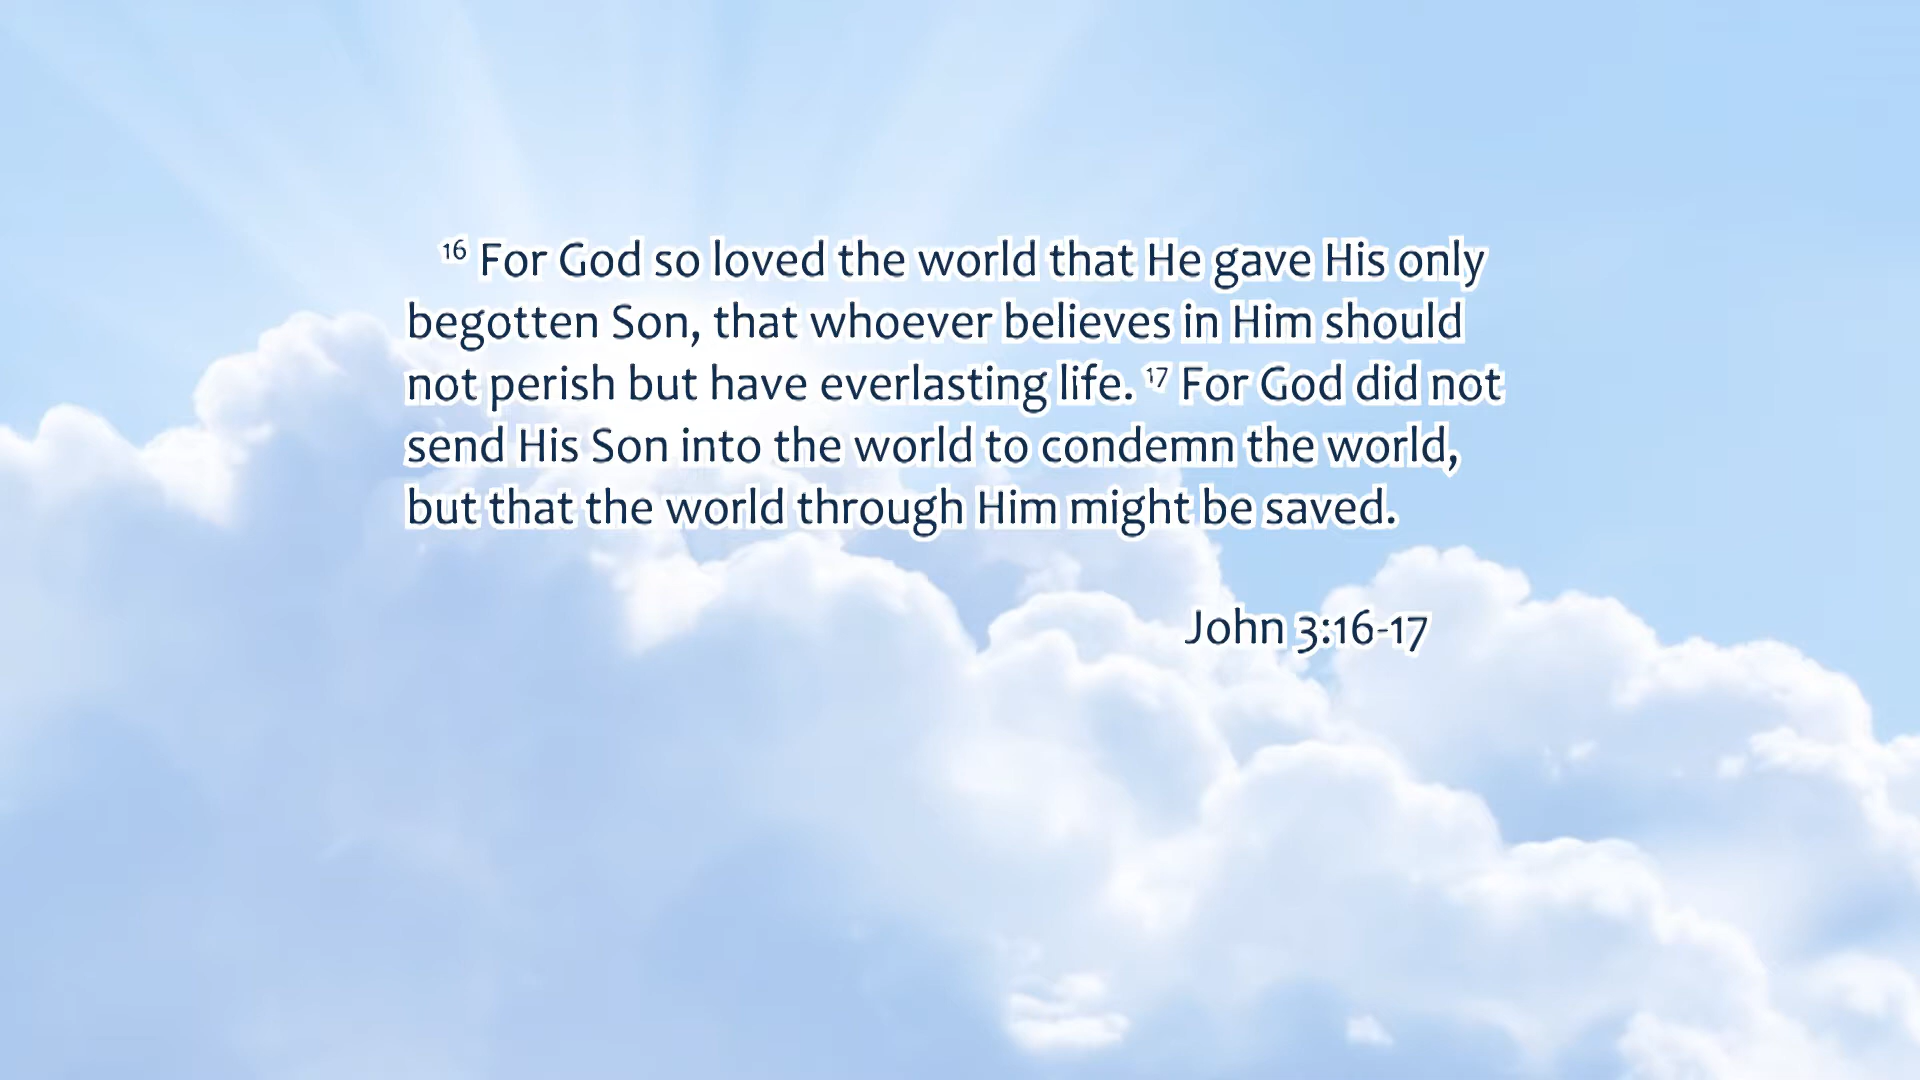 ¹⁶ For God so loved the world that He gave His only
begotten Son, that whoever believes in Him should
not perish but have everlasting life. ¹⁷ For God did not
send His Son into the world to condemn the world,
but that the world through Him might be saved.
John 3:16-17